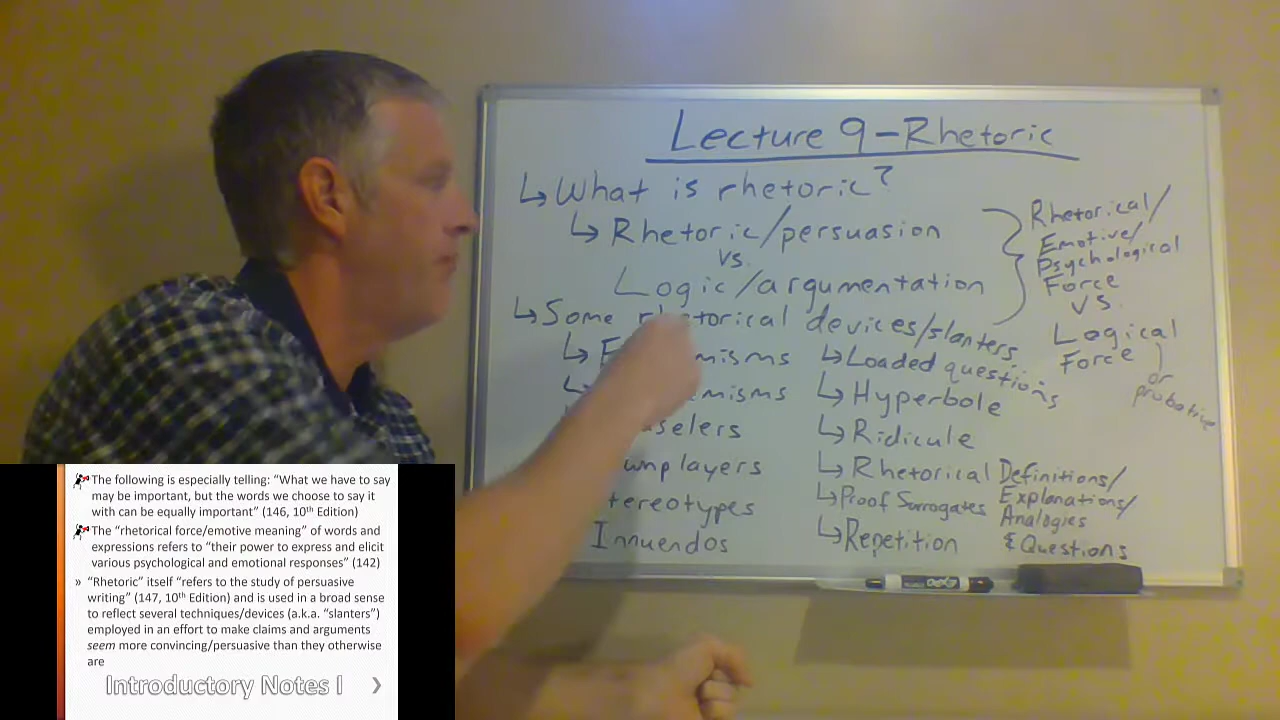 Lecture 9-Rhetoric
↳What is rhetoric?
↳Rhetoric/persuasion
vs.
Logic/argumentation
Rhetorical/
Emotive/
Psychological
Force
vs.
Logical
Force
or
probative
↳Some rhetorical devices/slanters
↳E misms
↳ emisms
aselers
wnplayers
tereotypes
Innuendos
↳Loaded questions
↳Hyperbole
↳Ridicule
↳Rhetorical Definitions/
Explanations/
Analogies
& Questions
↳Proof Surrogates
↳Repetition
EXPO
The following is especially telling: “What we have to say
may be important, but the words we choose to say it
with can be equally important” (146, 10th Edition)
The “rhetorical force/emotive meaning” of words and
expressions refers to “their power to express and elicit
various psychological and emotional responses” (142)
» “Rhetoric” itself “refers to the study of persuasive
writing” (147, 10th Editon) and is used in a broad sense
to reflect several techniques/devices (a.k.a. “slanters”)
employed in an effort to make claims and arguments
seem more convincing/persuasive than they otherwise
are
Introductory Notes I